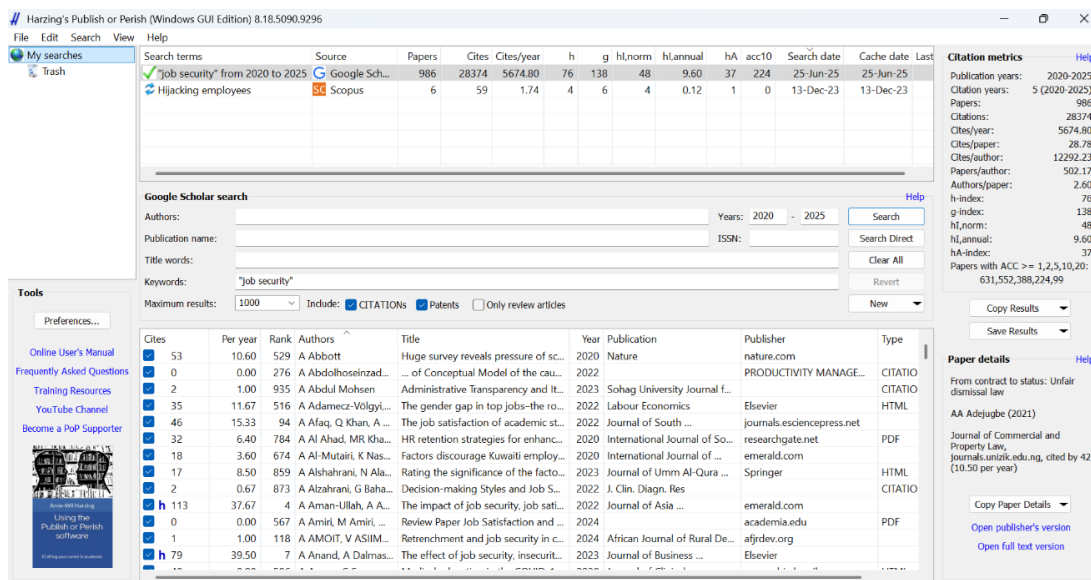 Harzing's Publish or Perish (Windows GUI Edition) 8.18.5090.9296
File Edit Search View Help
My searches
Trash
Search terms Source Papers Cites Cites/year h g hI,norm hI,annual hA acc10 Search date Cache date Last
"job security" from 2020 to 2025 Google Sch... 986 28374 5674.80 76 138 48 9.60 37 224 25-Jun-25 25-Jun-25
Hijacking employees SC Scopus 6 59 1.74 4 6 4 0.12 1 0 13-Dec-23 13-Dec-23
Google Scholar search Help
Authors: Years: 2020 - 2025 Search
Publication name: ISSN: Search Direct
Title words: Clear All
Keywords: "job security" Revert
Maximum results: 1000 Include: CITATIONs Patents Only review articles New
Tools
Preferences...
Online User's Manual
Frequently Asked Questions
Training Resources
YouTube Channel
Become a PoP Supporter
Anne-Wil Harzing
Using the
Publish or Perish
software
Cites Per year Rank Authors Title Year Publication Publisher Type
53 10.60 529 A Abbott Huge survey reveals pressure of sc... 2020 Nature nature.com
0 0.00 276 A Abdolhoseinzad... ... of Conceptual Model of the cau... 2022 PRODUCTIVITY MANAGE... CITATIO
2 1.00 935 A Abdul Mohsen Administrative Transparency and It... 2023 Sohag University Journal f... CITATIO
35 11.67 516 A Adamecz-Völgyi,... The gender gap in top jobs–the ro... 2022 Labour Economics Elsevier HTML
46 15.33 94 A Afaq, Q Khan, A ... The job satisfaction of academic st... 2022 Journal of South ... journals.esciencepress.net
32 6.40 784 A Al Ahad, MR Kha... HR retention strategies for enhanc... 2020 International Journal of So... researchgate.net PDF
18 3.60 674 A Al-Mutairi, K Nas... Factors discourage Kuwaiti employ... 2020 International Journal of ... emerald.com
17 8.50 859 A Alshahrani, N Ala... Rating the significance of the facto... 2023 Journal of Umm Al-Qura ... Springer HTML
2 0.67 873 A Alzahrani, G Baha... Decision-making Styles and Job S... 2022 J. Clin. Diagn. Res CITATIO
h 113 37.67 4 A Aman-Ullah, A A... The impact of job security, job sati... 2022 Journal of Asia ... emerald.com
0 0.00 567 A Amiri, M Amiri, ... Review Paper Job Satisfaction and ... 2024 academia.edu PDF
1 1.00 118 A AMOIT, V ASIIM... Retrenchment and job security in c... 2024 African Journal of Rural De... afjrdev.org
h 79 39.50 7 A Anand, A Dalmas... The effect of job security, insecurit... 2023 Journal of Business ... Elsevier
Citation metrics Help
Publication years: 2020-2025
Citation years: 5 (2020-2025)
Papers: 986
Citations: 28374
Cites/year: 5674.80
Cites/paper: 28.78
Cites/author: 12292.23
Papers/author: 502.17
Authors/paper: 2.60
h-index: 76
g-index: 138
hI,norm: 48
hI,annual: 9.60
hA-index: 37
Papers with ACC >= 1,2,5,10,20:
631,552,388,224,99
Copy Results
Save Results
Paper details Help
From contract to status: Unfair
dismissal law
AA Adejugbe (2021)
Journal of Commercial and
Property Law,
journals.unizik.edu.ng, cited by 42
(10.50 per year)
Copy Paper Details
Open publisher's version
Open full text version